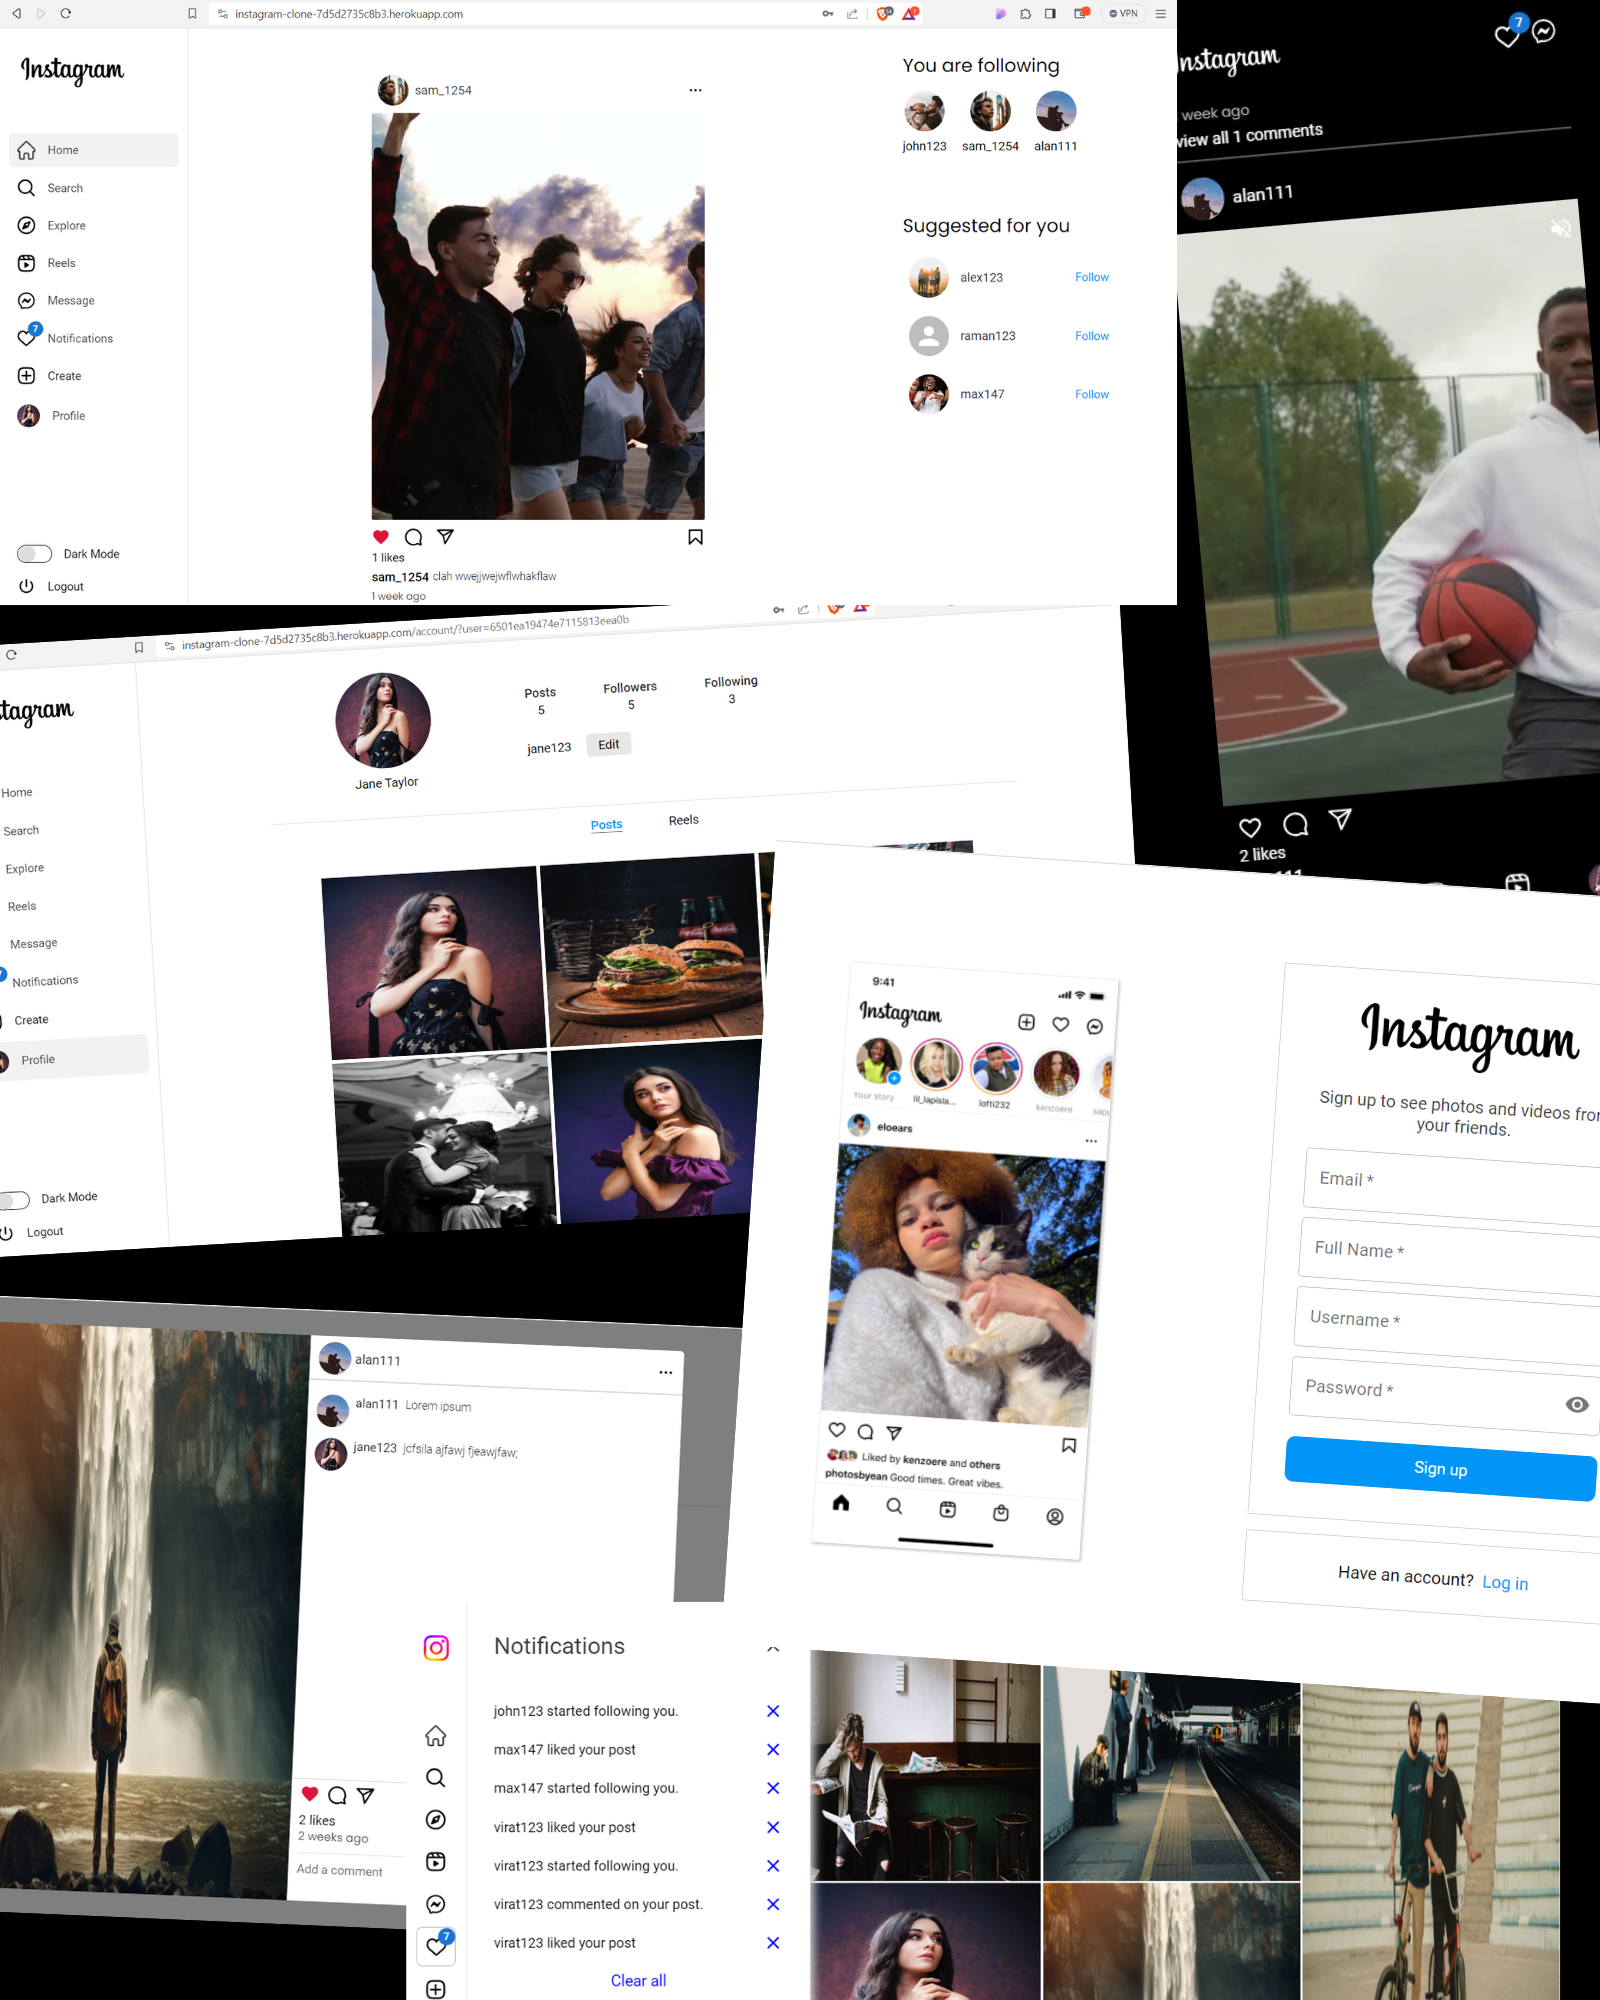 instagram-clone-7d5d2735c8b3.herokuapp.com
VPN
Instagram
Home
Search
Explore
Reels
Message
7
Notifications
Create
Profile
Dark Mode
Logout
sam_1254
1 likes
sam_1254 clah wwejjwejwflwhakflaw
1 week ago
You are following
john123
sam_1254
alan111
Suggested for you
alex123
Follow
raman123
Follow
max147
Follow
7
Instagram
week ago
view all 1 comments
alan111
2 likes
instagram-clone-7d5d2735c8b3.herokuapp.com/account/?user=6501ea19474e7115813eea0b
stagram
Home
Search
Explore
Reels
Message
Notifications
Create
Profile
Dark Mode
Logout
Posts
5
Followers
5
Following
3
jane123
Edit
Jane Taylor
Posts
Reels
9:41
Instagram
Your story
lil_lapisla...
lofti232
kenzoere
eloears
Liked by kenzoere and others
photosbyean Good times. Great vibes.
Instagram
Sign up to see photos and videos from
your friends.
Email *
Full Name *
Username *
Password *
Sign up
Have an account? Log in
alan111
alan111 Lorem ipsum
jane123 jcfsila ajfawj fjeawjfaw;
2 likes
2 weeks ago
Add a comment
7
Notifications
john123 started following you.
max147 liked your post
max147 started following you.
virat123 liked your post
virat123 started following you.
virat123 commented on your post.
virat123 liked your post
Clear all